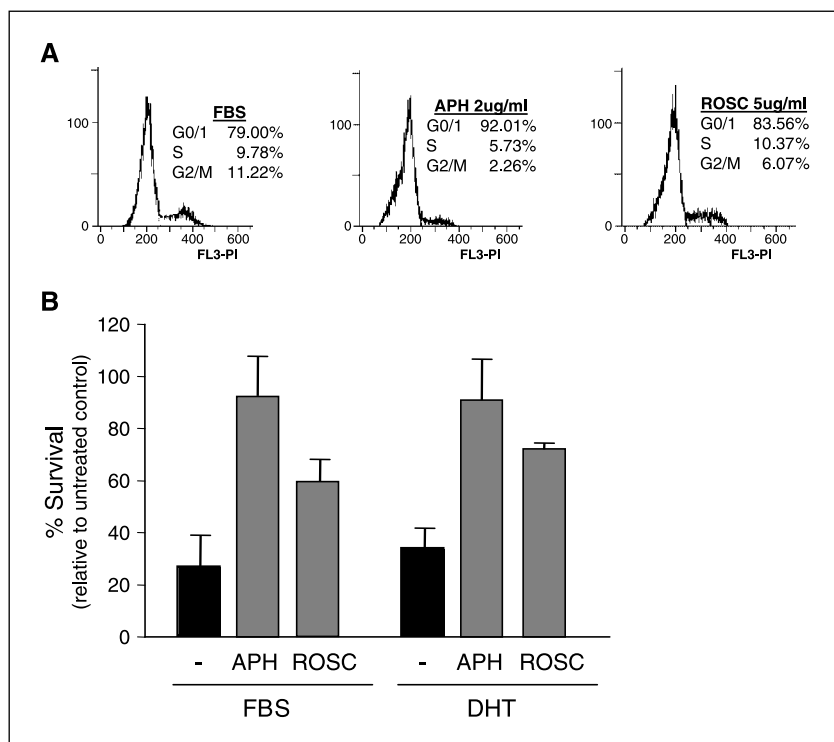 A
FBS
G0/1 79.00%
S 9.78%
G2/M 11.22%
100
0
0 200 400 600
FL3-PI
APH 2ug/ml
G0/1 92.01%
S 5.73%
G2/M 2.26%
100
0
0 200 400 600
FL3-PI
ROSC 5ug/ml
G0/1 83.56%
S 10.37%
G2/M 6.07%
100
0
0 200 400 600
FL3-PI
B
% Survival
(relative to untreated control)
120
100
80
60
40
20
0
- APH ROSC - APH ROSC
FBS DHT